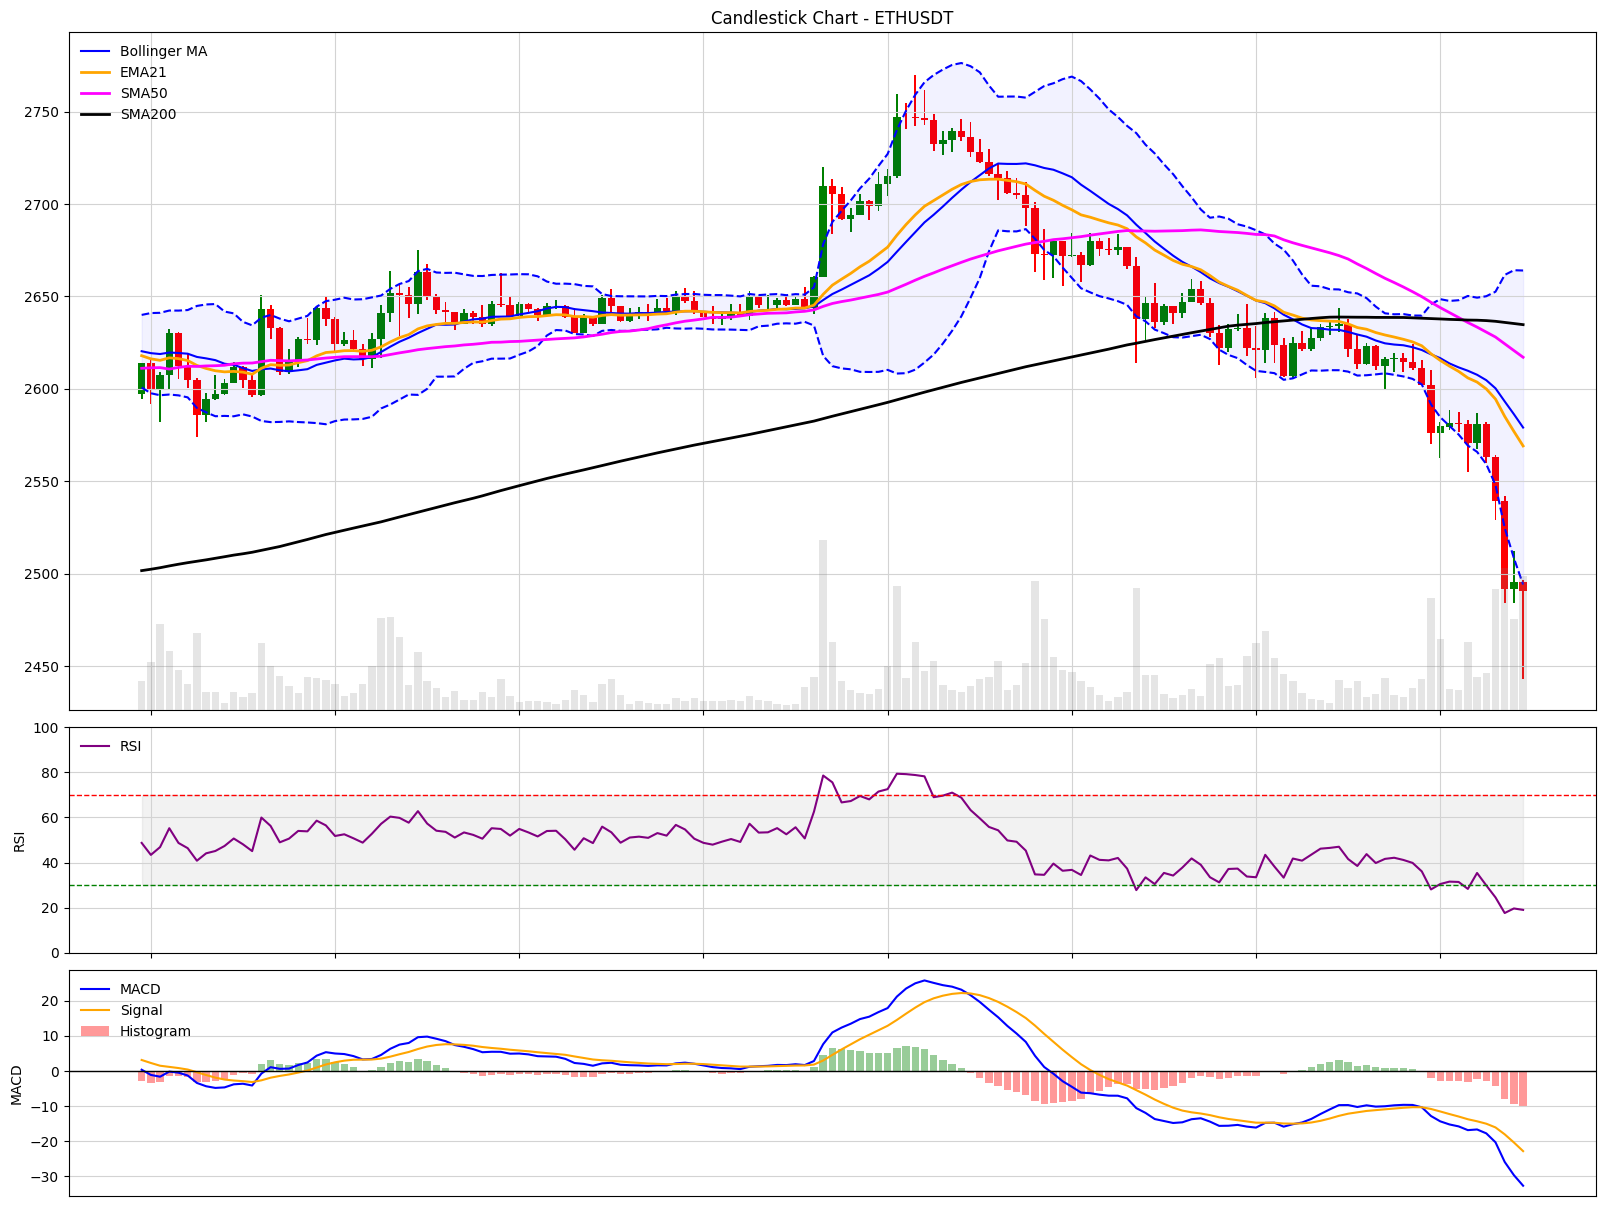 Candlestick Chart - ETHUSDT
Bollinger MA
EMA21
SMA50
SMA200
2750
2700
2650
2600
2550
2500
2450
RSI
100
80
60
40
20
0
RSI
MACD
Signal
Histogram
20
10
0
−10
−20
−30
MACD